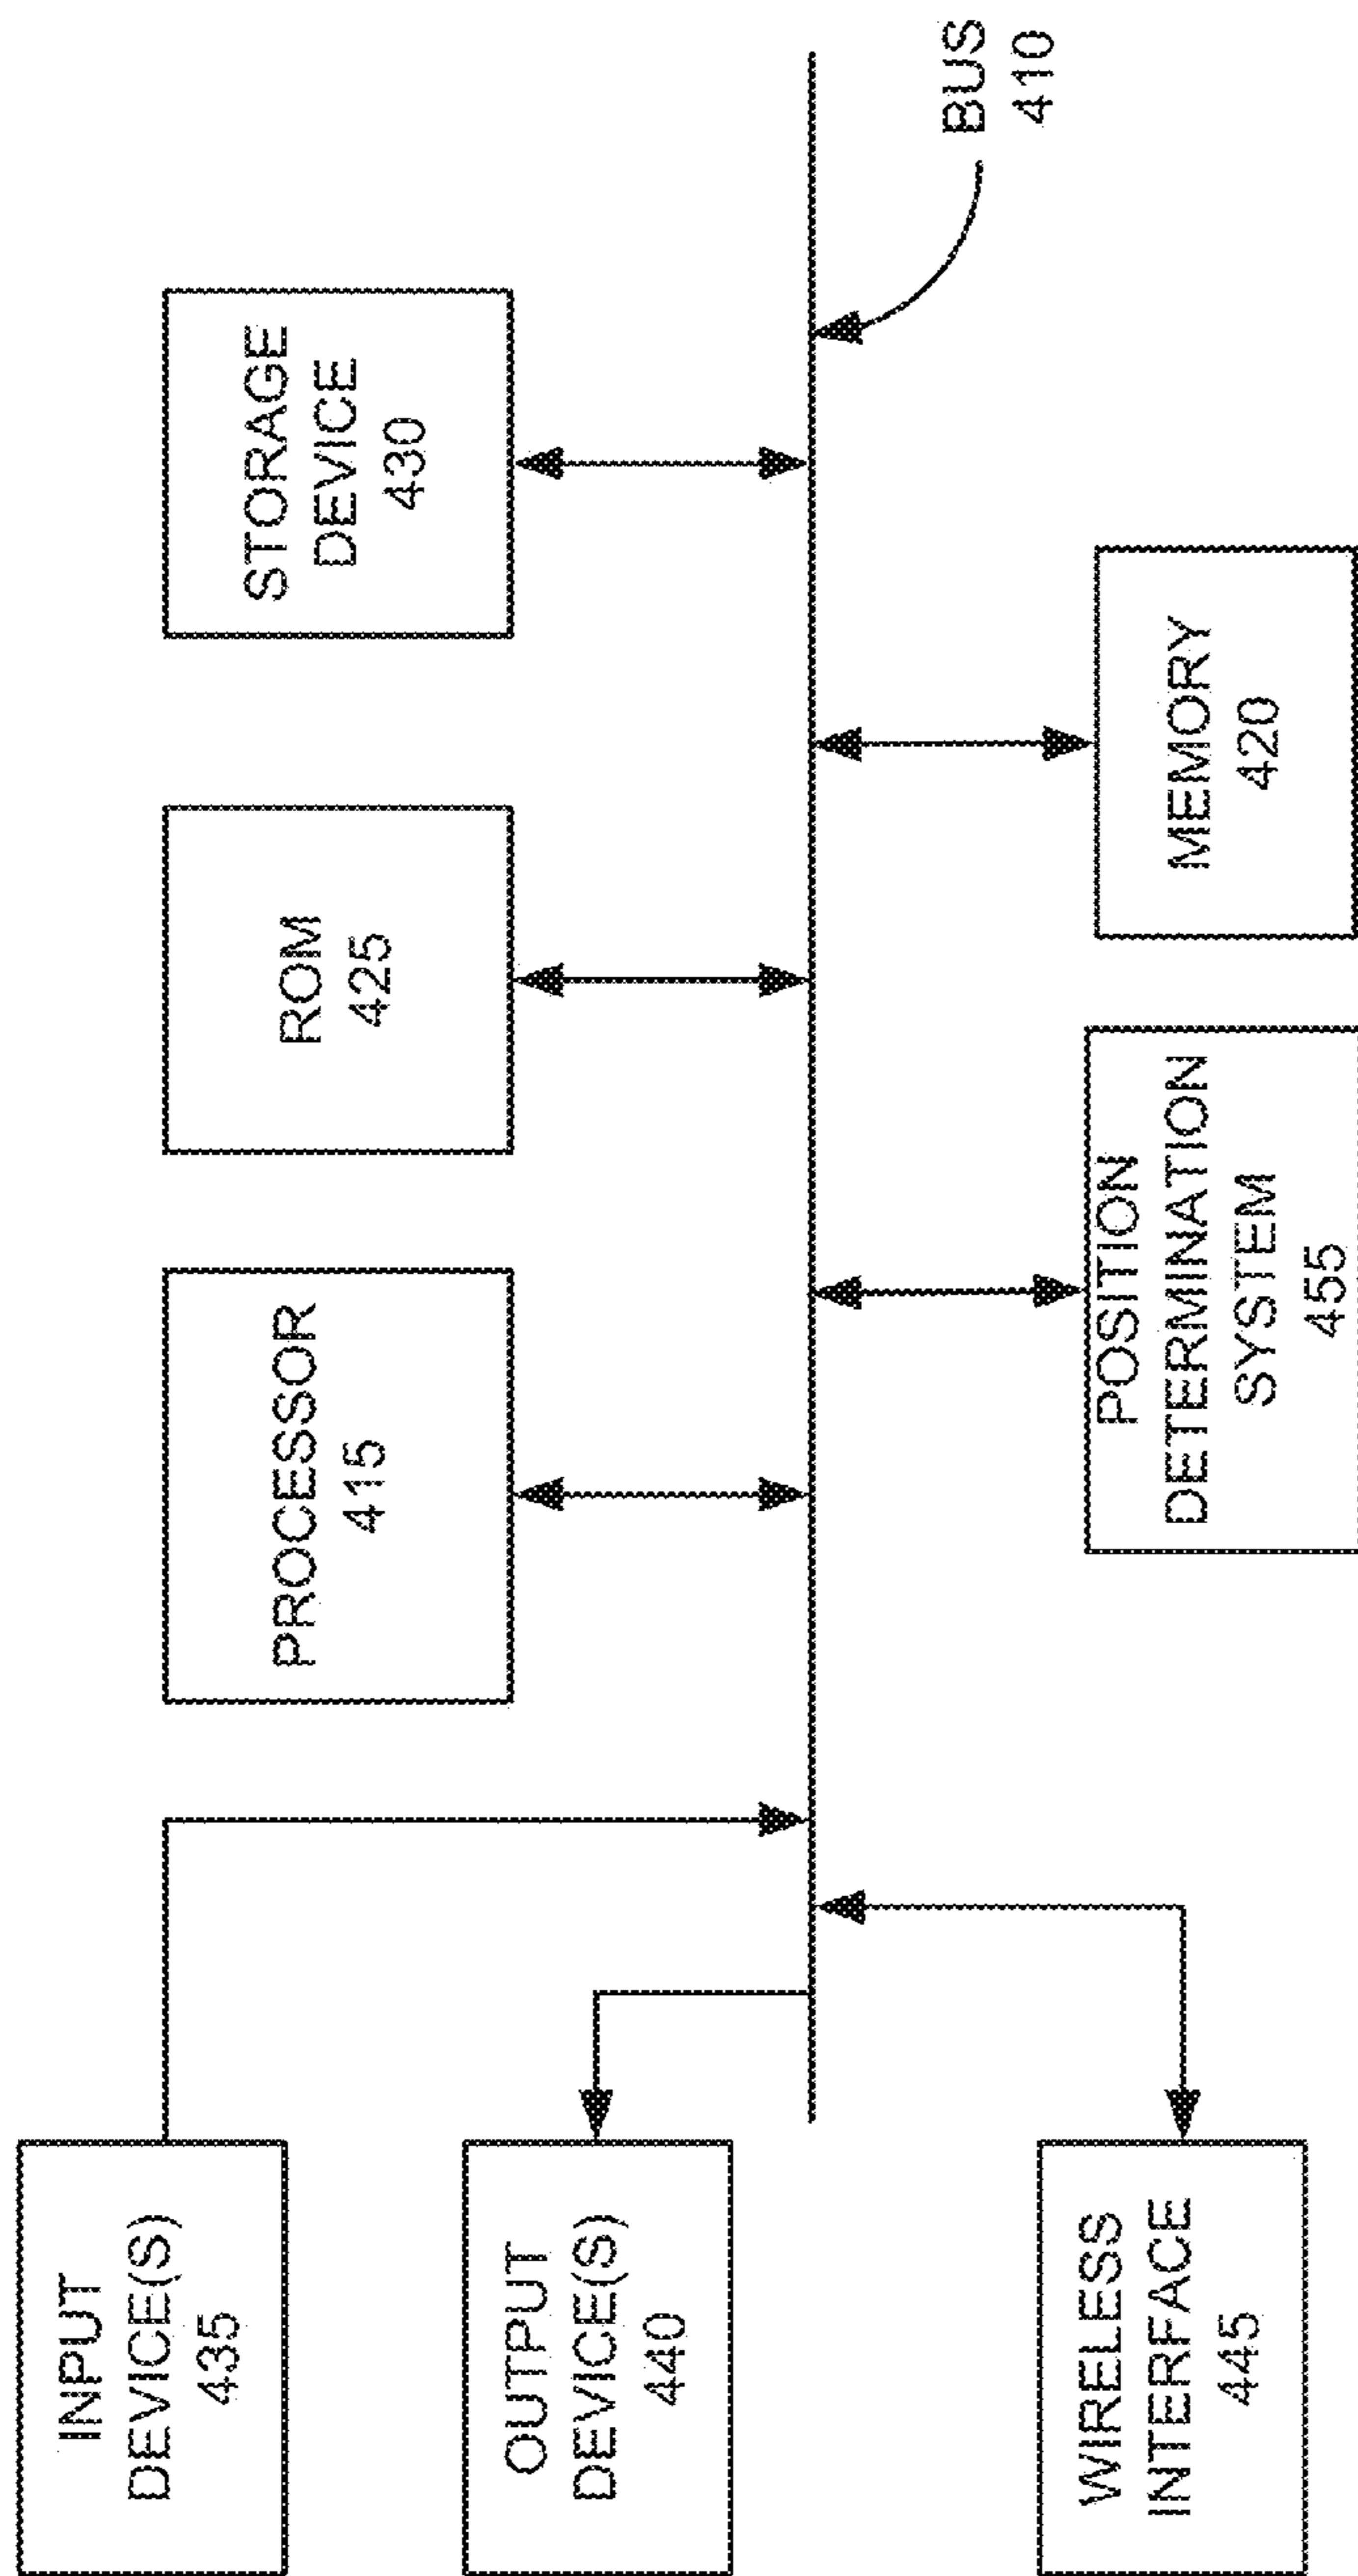 INPUT
DEVICE(S)
435
OUTPUT
DEVICE(S)
440
WIRELESS
INTERFACE
445
PROCESSOR
415
ROM
425
STORAGE
DEVICE
430
POSITION
DETERMINATION
SYSTEM
455
MEMORY
420
BUS
410